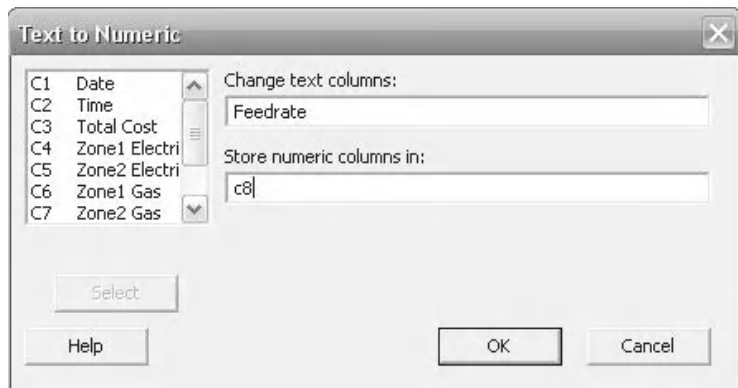 Text to Numeric
C1 Date
C2 Time
C3 Total Cost
C4 Zone1 Electri
C5 Zone2 Electri
C6 Zone1 Gas
C7 Zone2 Gas
Change text columns:
Feedrate
Store numeric columns in:
c8
Select
Help
OK
Cancel